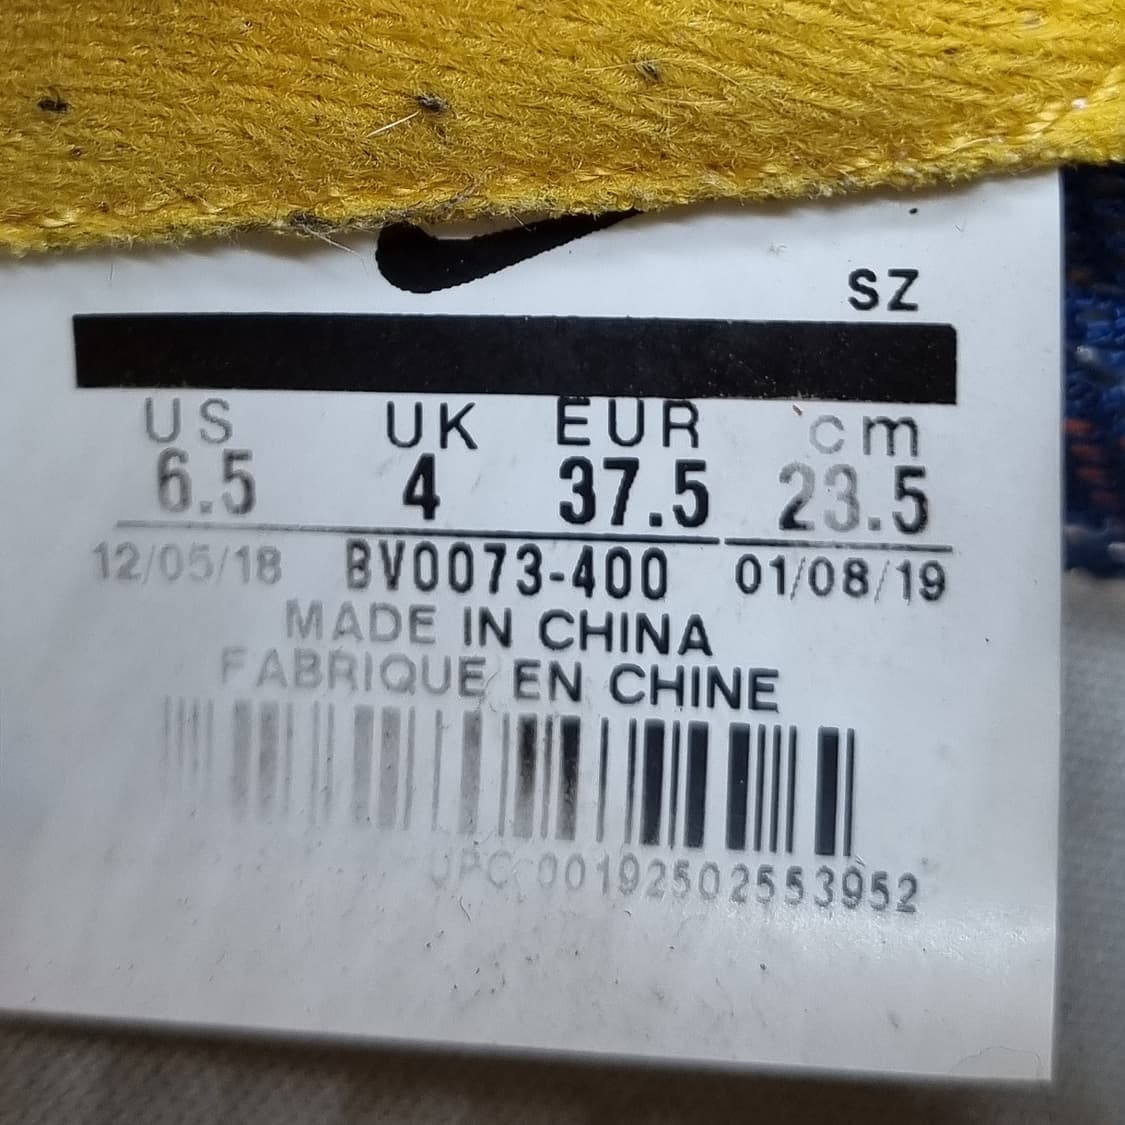 SZ
US UK EUR cm
6.5 4 37.5 23.5
12/05/18 BV0073-400 01/08/19
MADE IN CHINA
FABRIQUE EN CHINE
UPC 00192502553952